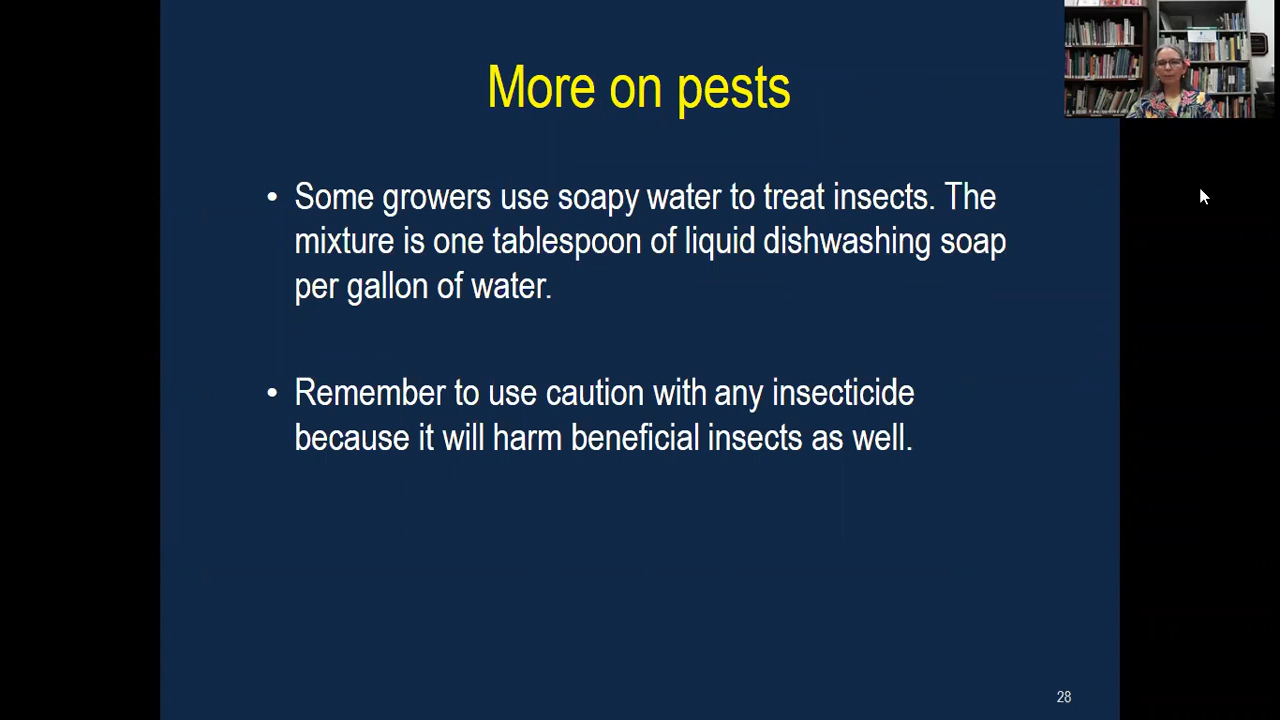 More on pests
• Some growers use soapy water to treat insects. The
mixture is one tablespoon of liquid dishwashing soap
per gallon of water.
• Remember to use caution with any insecticide
because it will harm beneficial insects as well.
28